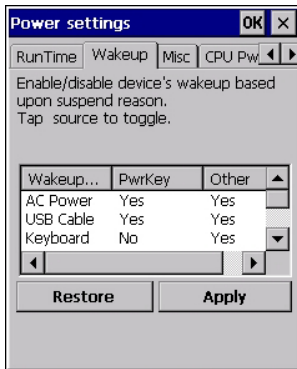 Power settings OK ×
RunTime Wakeup Misc CPU Pw
Enable/disable device's wakeup based
upon suspend reason.
Tap source to toggle.
Wakeup... PwrKey Other
AC Power Yes Yes
USB Cable Yes Yes
Keyboard No Yes
Restore Apply